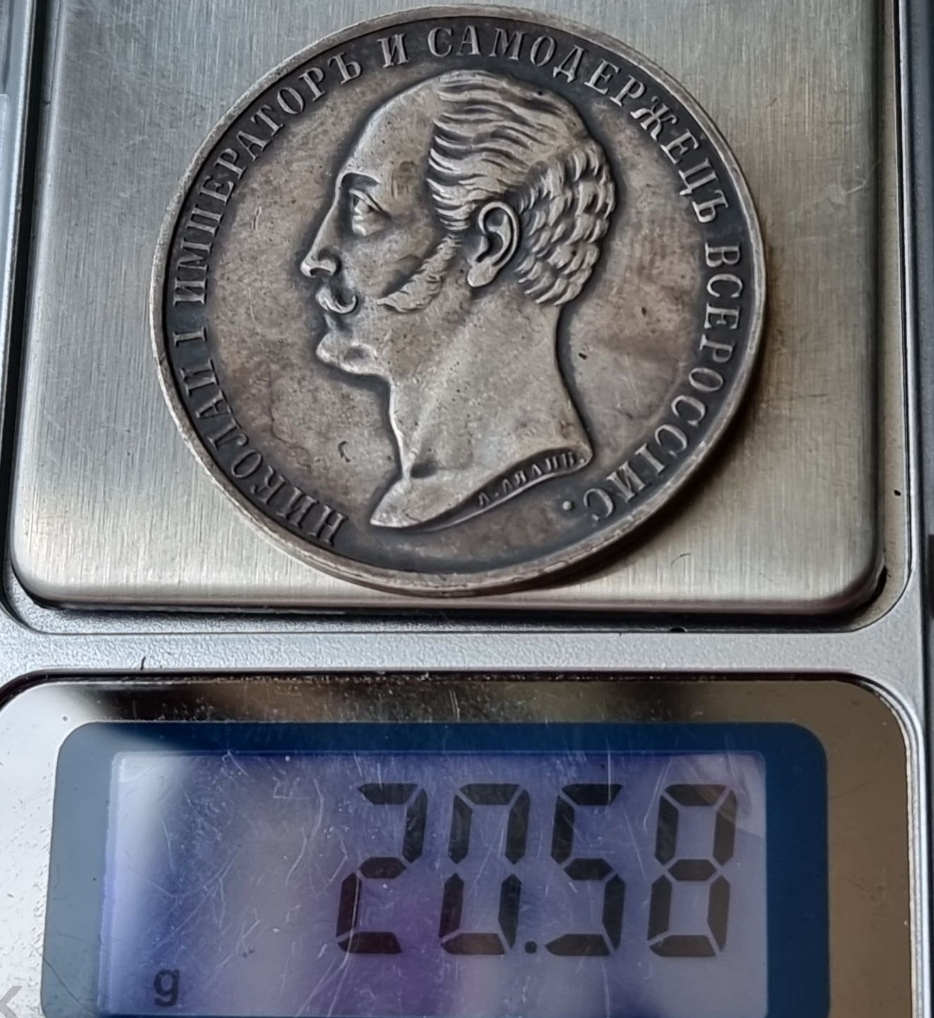 НИКОЛАЙ I ИМПЕРАТОРЪ И САМОДЕРЖЕЦЪ ВСЕРОССІЙС.
А. ЛЯЛИНЪ.
20.58
g